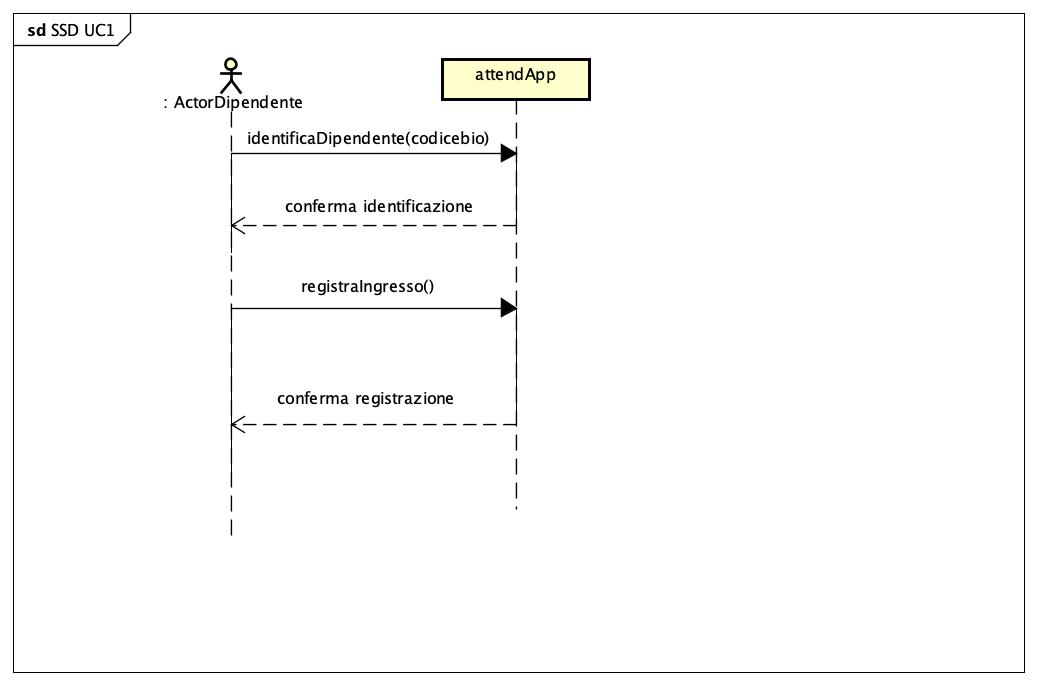 sd SSD UC1
attendApp
: ActorDipendente
identificaDipendente(codicebio)
conferma identificazione
registraIngresso()
conferma registrazione